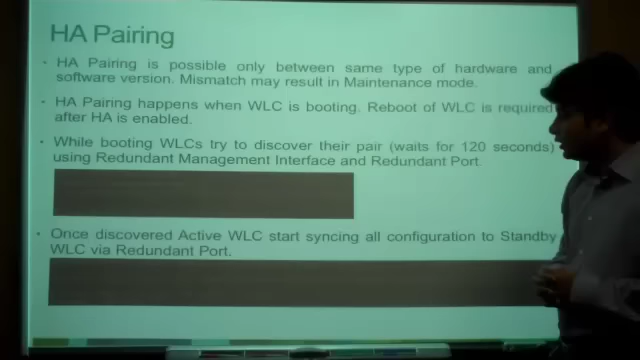 HA Pairing
• HA Pairing is possible only between same type of hardware and
software version. Mismatch may result in Maintenance mode.
• HA Pairing happens when WLC is booting. Reboot of WLC is required
after HA is enabled.
• While booting WLCs try to discover their pair (waits for 120 seconds)
using Redundant Management Interface and Redundant Port.
• Once discovered Active WLC start syncing all configuration to Standby
WLC via Redundant Port.